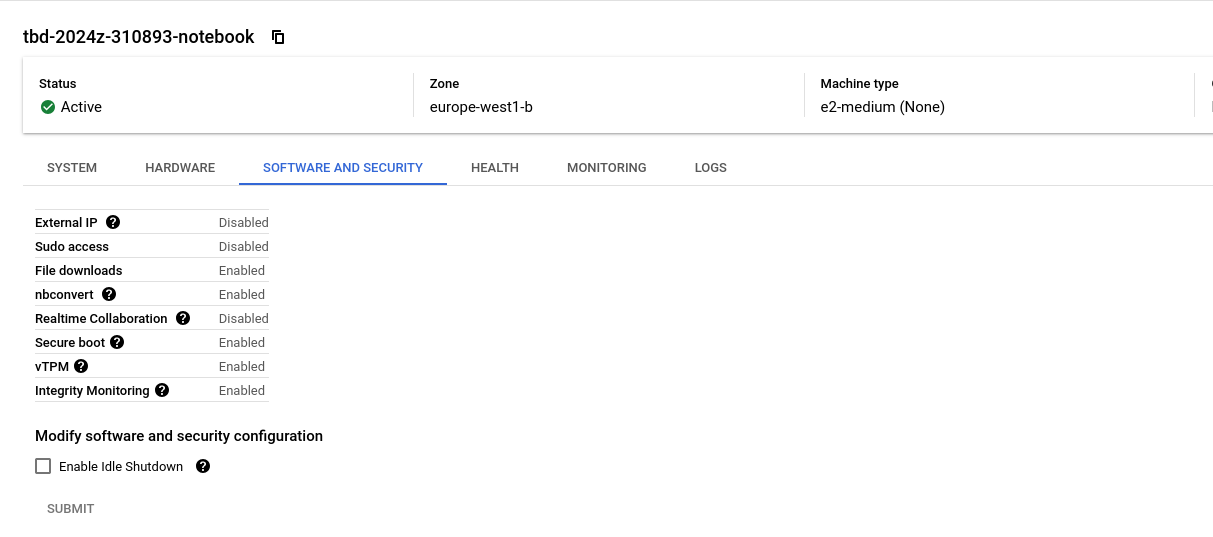 tbd-2024z-310893-notebook
Status
Zone
Machine type
Active
europe-west1-b
e2-medium (None)
SYSTEM
HARDWARE
SOFTWARE AND SECURITY
HEALTH
MONITORING
LOGS
External IP Disabled
Sudo access Disabled
File downloads Enabled
nbconvert Enabled
Realtime Collaboration Disabled
Secure boot Enabled
vTPM Enabled
Integrity Monitoring Enabled
Modify software and security configuration
Enable Idle Shutdown
SUBMIT